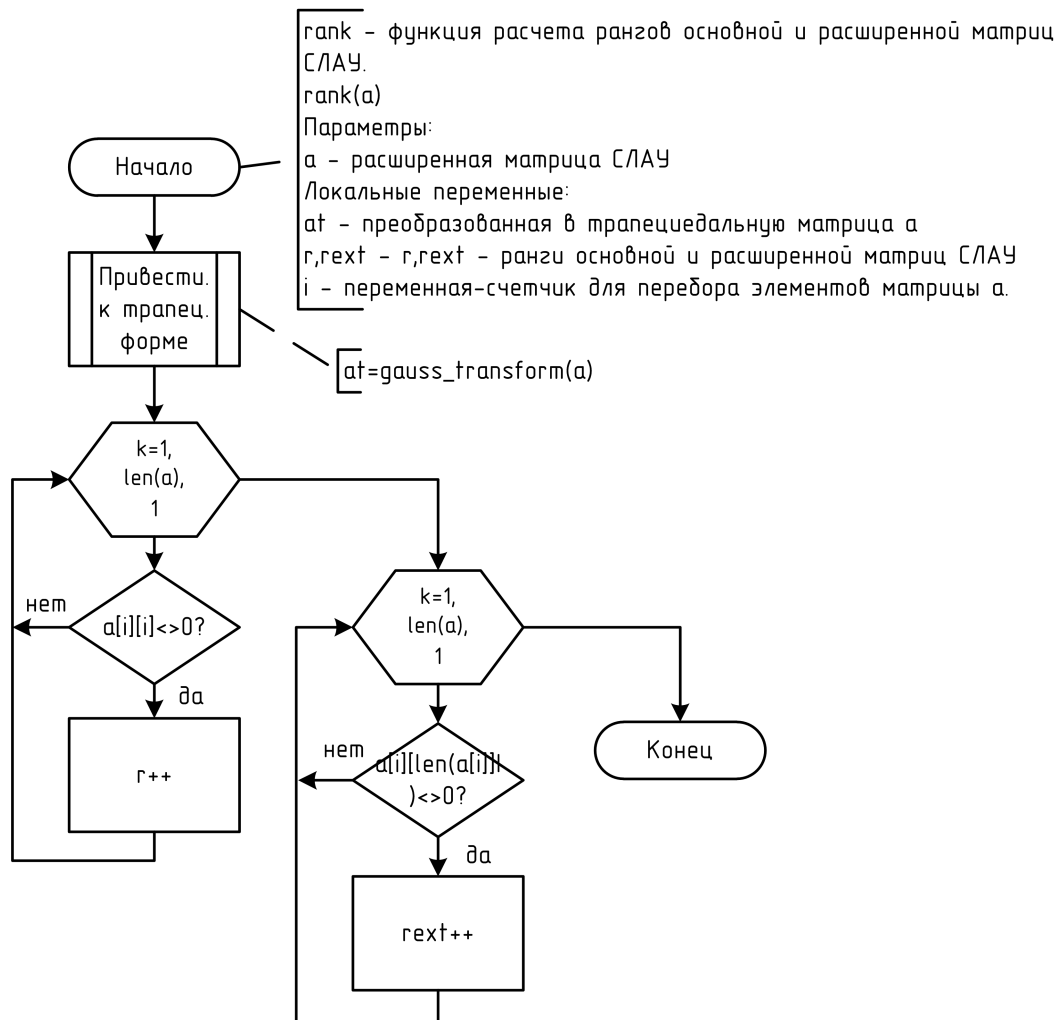 rank - функция расчета рангов основной и расширенной матриц
СЛАУ.
rank(a)
Параметры:
a - расширенная матрица СЛАУ
Локальные переменные:
at - преобразованная в трапециедальную матрица a
r,rext - r,rext - ранги основной и расширенной матриц СЛАУ
i - переменная-счетчик для перебора элементов матрицы a.
Начало
Привести.
к трапец.
форме
at=gauss_transform(a)
k=1,
len(a),
1
нет
a[i][i]<>0?
да
r++
k=1,
len(a),
1
нет
a[i][len(a[i]])
)<>0?
да
rext++
Конец